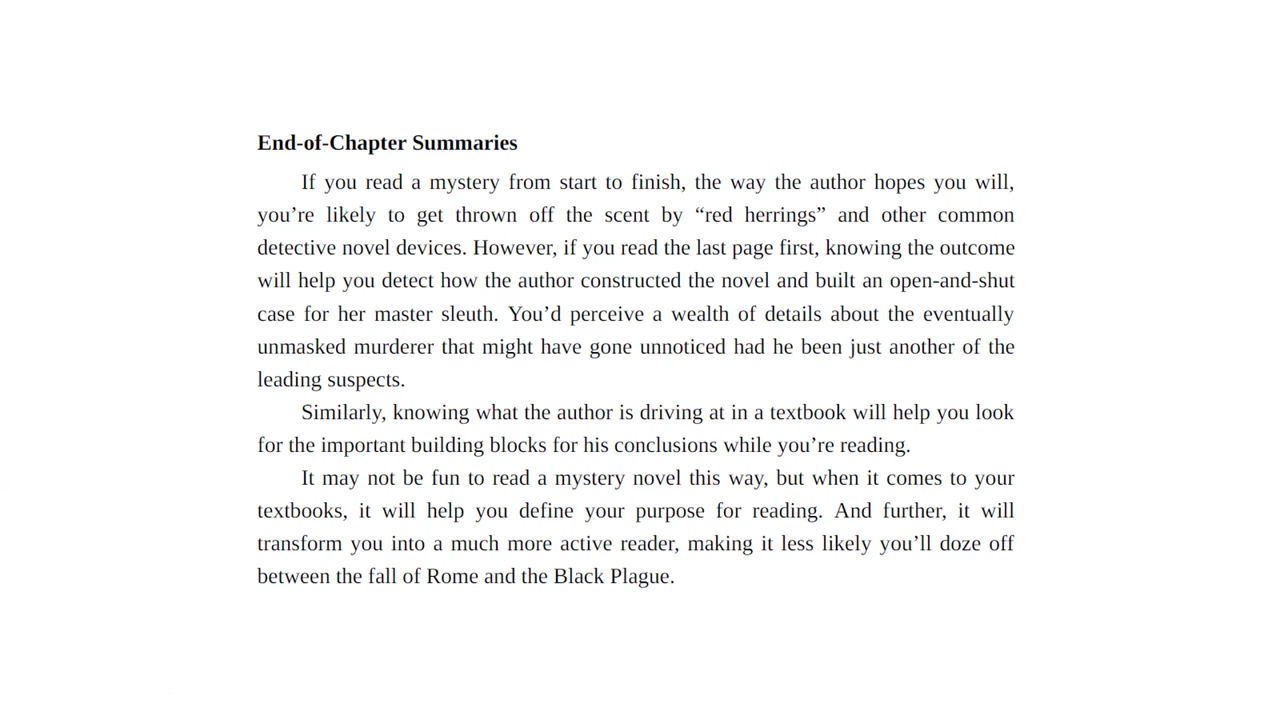 End-of-Chapter Summaries
If you read a mystery from start to finish, the way the author hopes you will,
you’re likely to get thrown off the scent by “red herrings” and other common
detective novel devices. However, if you read the last page first, knowing the outcome
will help you detect how the author constructed the novel and built an open-and-shut
case for her master sleuth. You’d perceive a wealth of details about the eventually
unmasked murderer that might have gone unnoticed had he been just another of the
leading suspects.
Similarly, knowing what the author is driving at in a textbook will help you look
for the important building blocks for his conclusions while you’re reading.
It may not be fun to read a mystery novel this way, but when it comes to your
textbooks, it will help you define your purpose for reading. And further, it will
transform you into a much more active reader, making it less likely you’ll doze off
between the fall of Rome and the Black Plague.